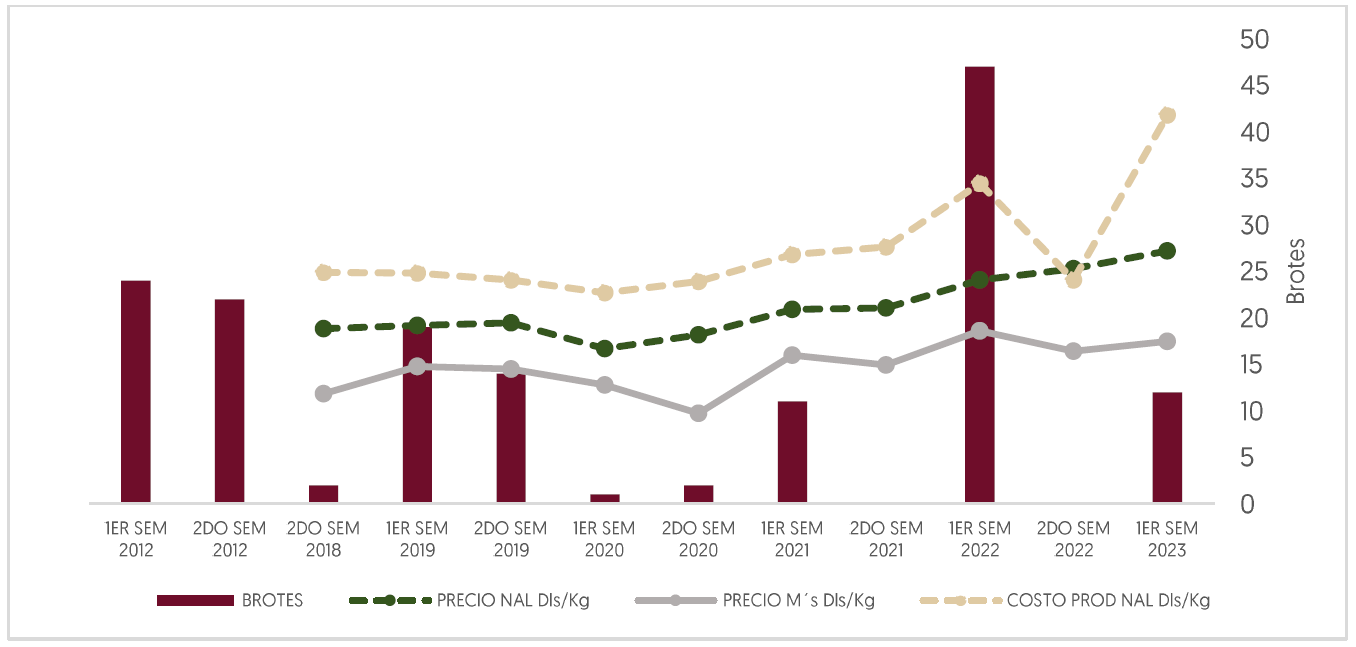 50
45
40
35
30
25
20
15
10
5
0
Brotes
1ER SEM 2DO SEM 2DO SEM 1ER SEM 2DO SEM 1ER SEM 2DO SEM 1ER SEM 2DO SEM 1ER SEM 2DO SEM 1ER SEM
2012 2012 2018 2019 2019 2020 2020 2021 2021 2022 2022 2023
BROTES PRECIO NAL Dls/Kg PRECIO M´s Dls/Kg COSTO PROD NAL Dls/Kg